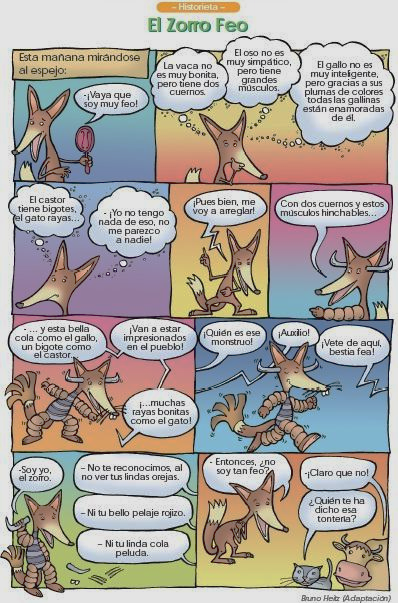 – Historieta –
El Zorro Feo
Esta mañana mirándose
al espejo:
-¡Vaya que
soy muy feo!
La vaca no
es muy bonita,
pero tiene dos
cuernos.
El oso no es
muy simpático,
pero tiene
grandes
músculos.
El gallo no es
muy inteligente,
pero gracias a sus
plumas de colores
todas las gallinas
están enamoradas
de él.
El castor
tiene bigotes,
el gato rayas...
- ¡Yo no tengo
nada de eso, no
me parezco
a nadie!
¡Pues bien, me
voy a arreglar!
Con dos cuernos y estos
músculos hinchables...
- ... y esta bella
cola como el gallo,
un bigote como
el castor...
¡Van a estar
impresionados
en el pueblo!
¡...muchas
rayas bonitas
como el gato!
¡Quién es ese
monstruo!
¡Auxilio!
¡Vete de aquí,
bestia fea!
-Soy yo,
el zorro.
– No te reconocimos, al
no ver tus lindas orejas.
– Ni tu bello pelaje rojizo.
– Ni tu linda cola
peluda.
- Entonces, ¿no
soy tan feo?
-¡Claro que no!
¿Quién te ha
dicho esa
tontería?
Bruno Heitz (Adaptación)